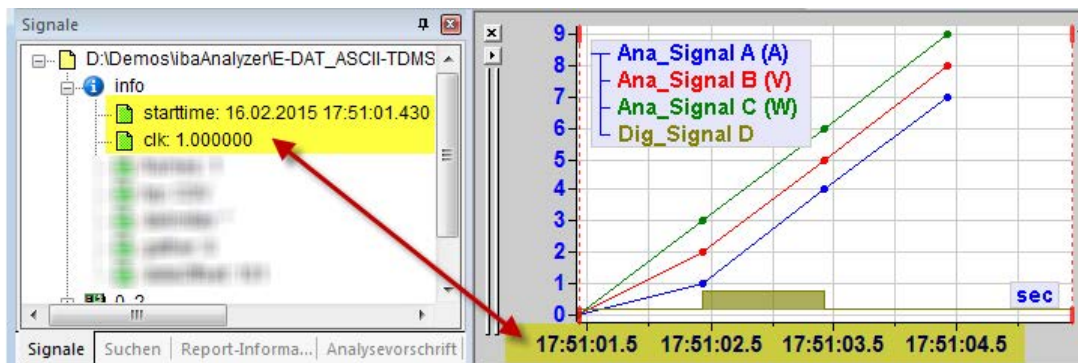 Signale
D:\Demos\ibaAnalyzer\E-DAT_ASCII-TDMS
info
starttime: 16.02.2015 17:51:01.430
clk: 1.000000
Signale Suchen Report-Informa... Analysevorschrift
9
8
7
6
5
4
3
2
1
0
Ana_Signal A (A)
Ana_Signal B (V)
Ana_Signal C (W)
Dig_Signal D
sec
17:51:01.5 17:51:02.5 17:51:03.5 17:51:04.5